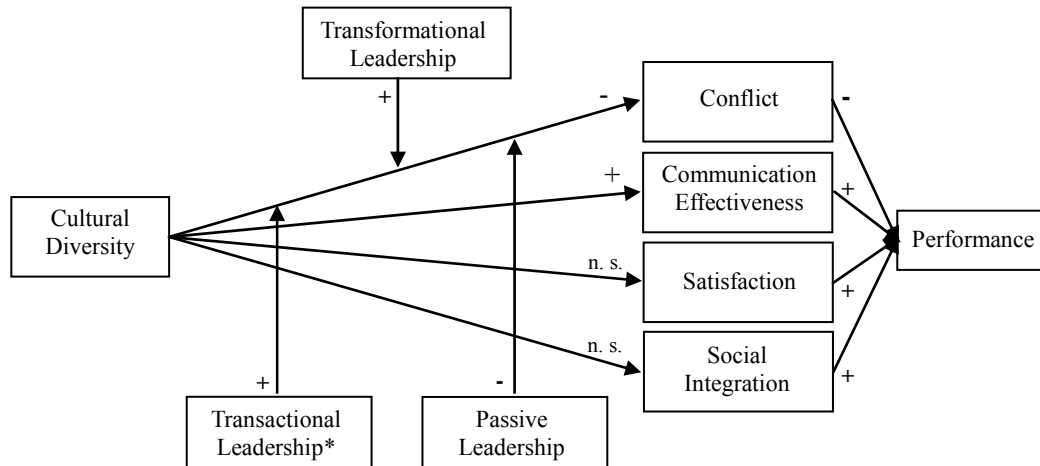 Transformational
Leadership
+
-
Conflict
-
Communication
Effectiveness
+
+
Cultural
Diversity
Performance
n. s.
Satisfaction
+
n. s.
Social
Integration
+
+
-
Transactional
Leadership*
Passive
Leadership